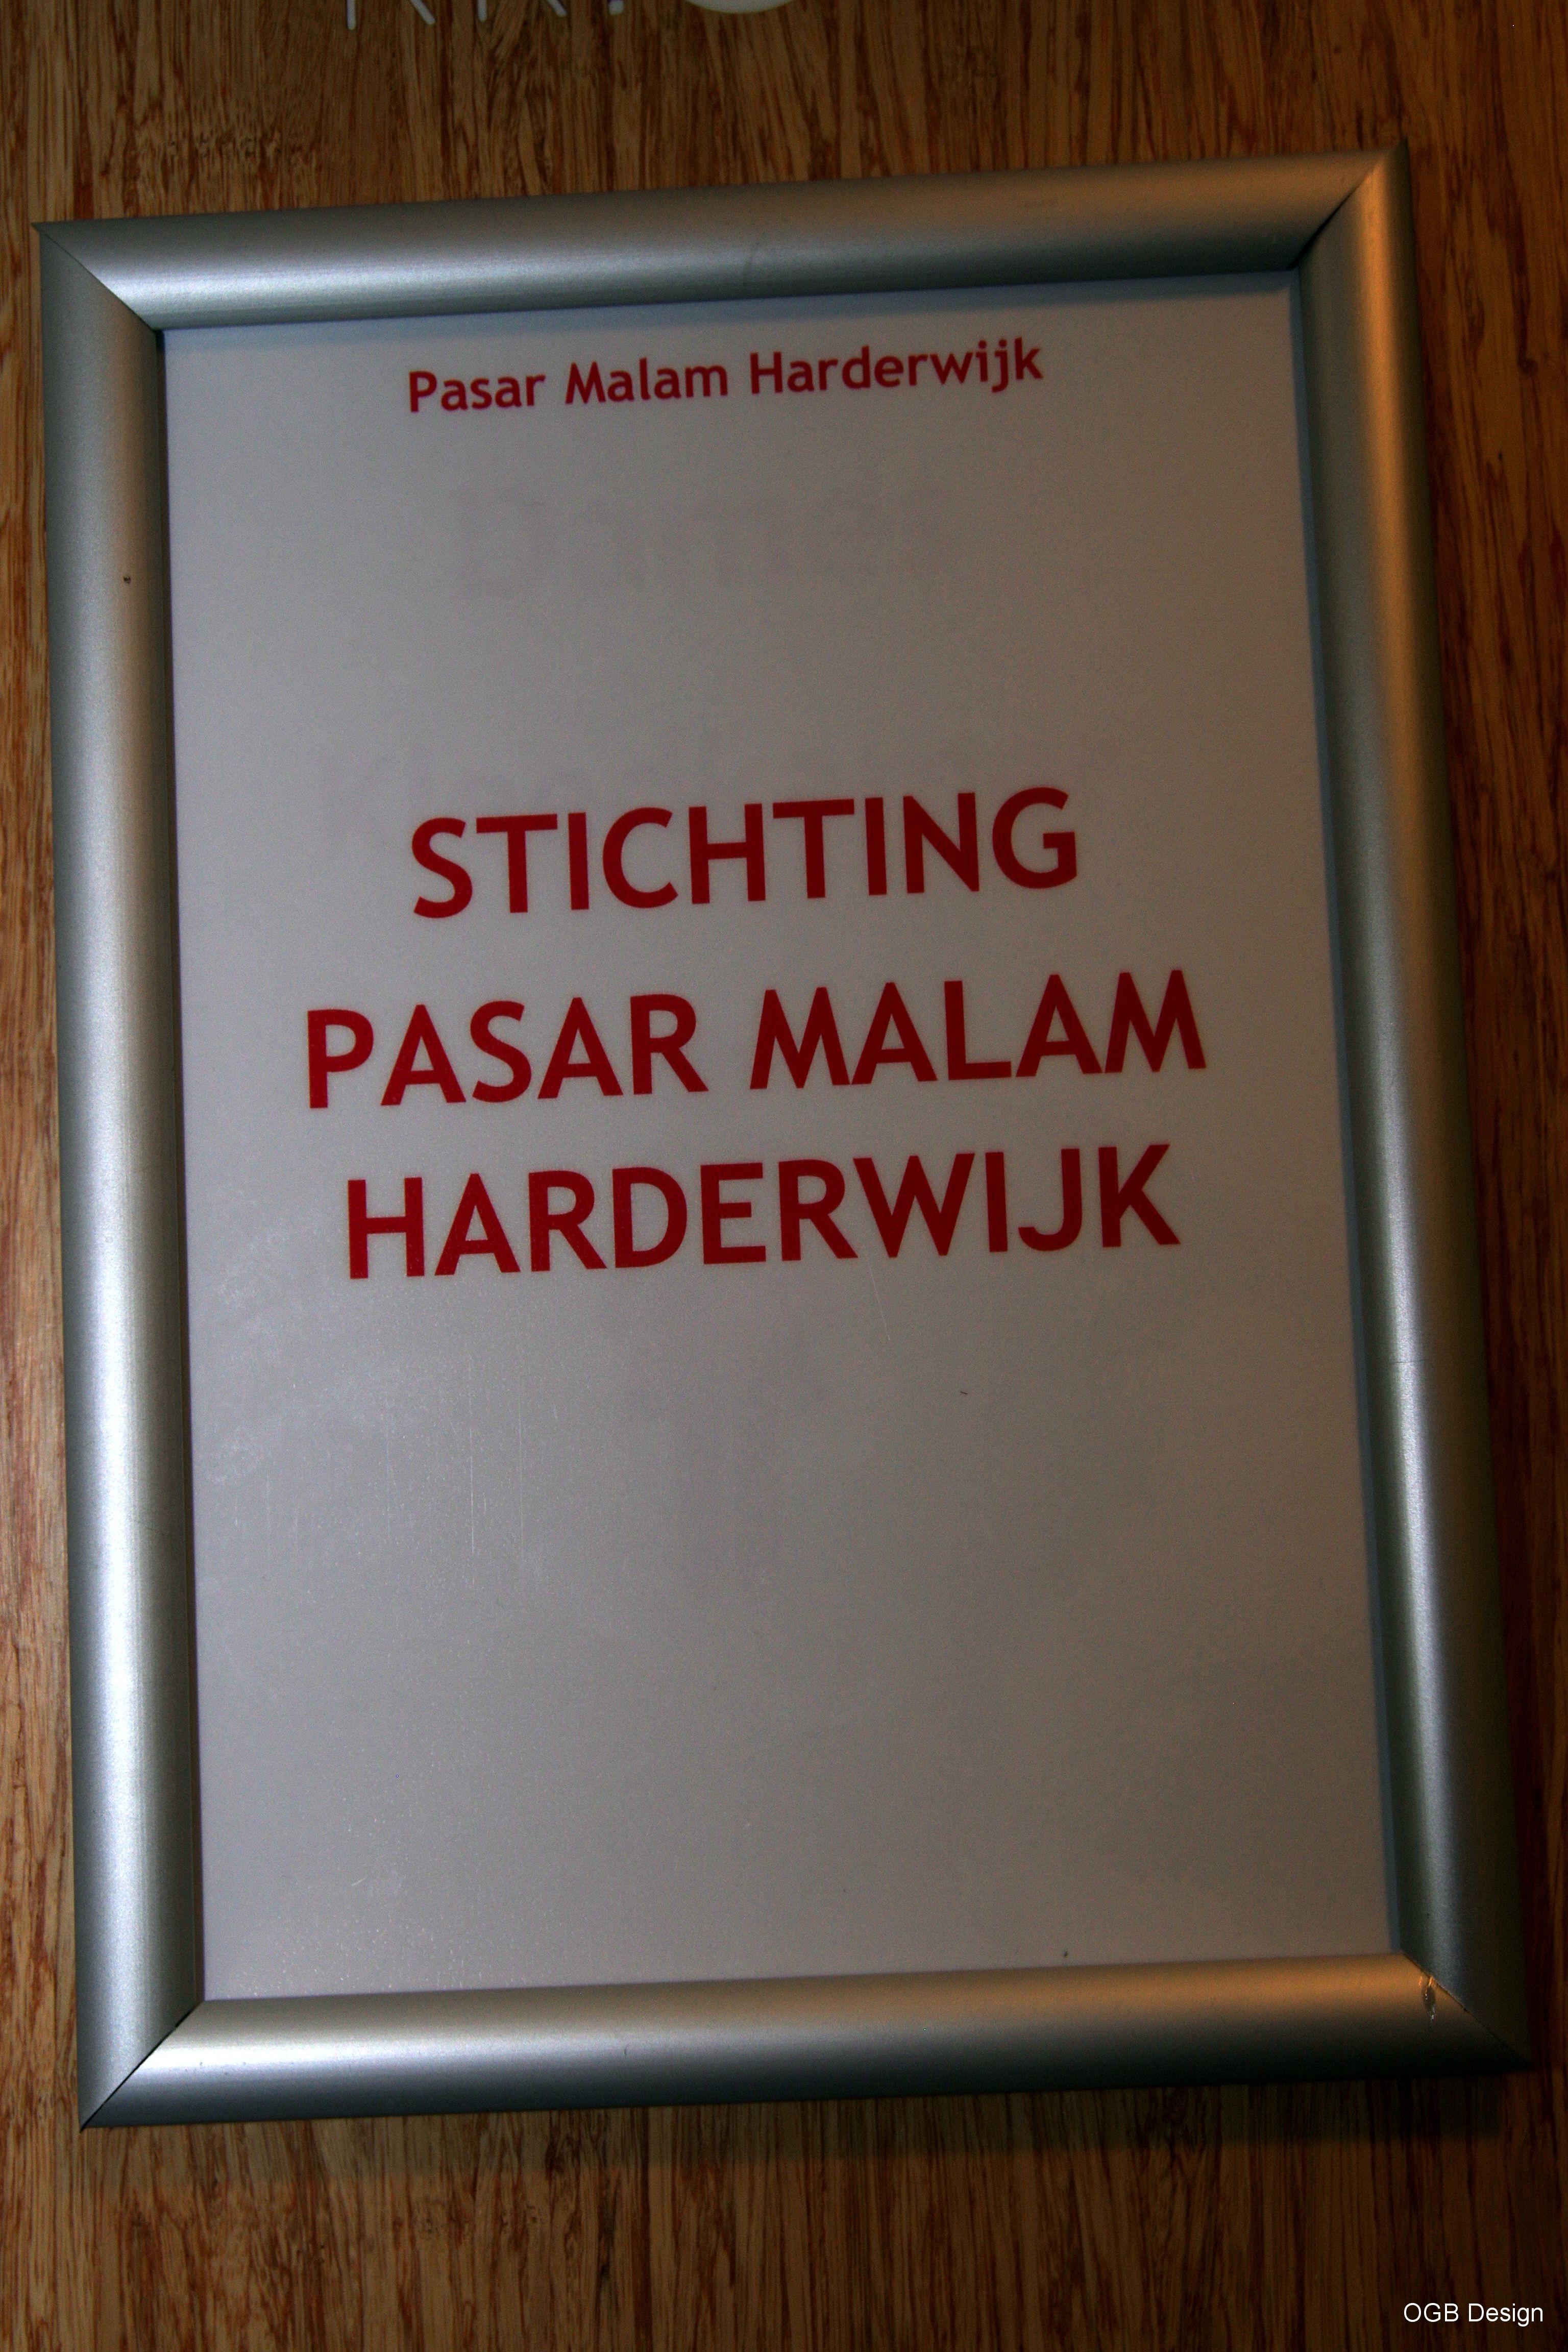 Pasar Malam Harderwijk
STICHTING
PASAR MALAM
HARDERWIJK
OGB Design